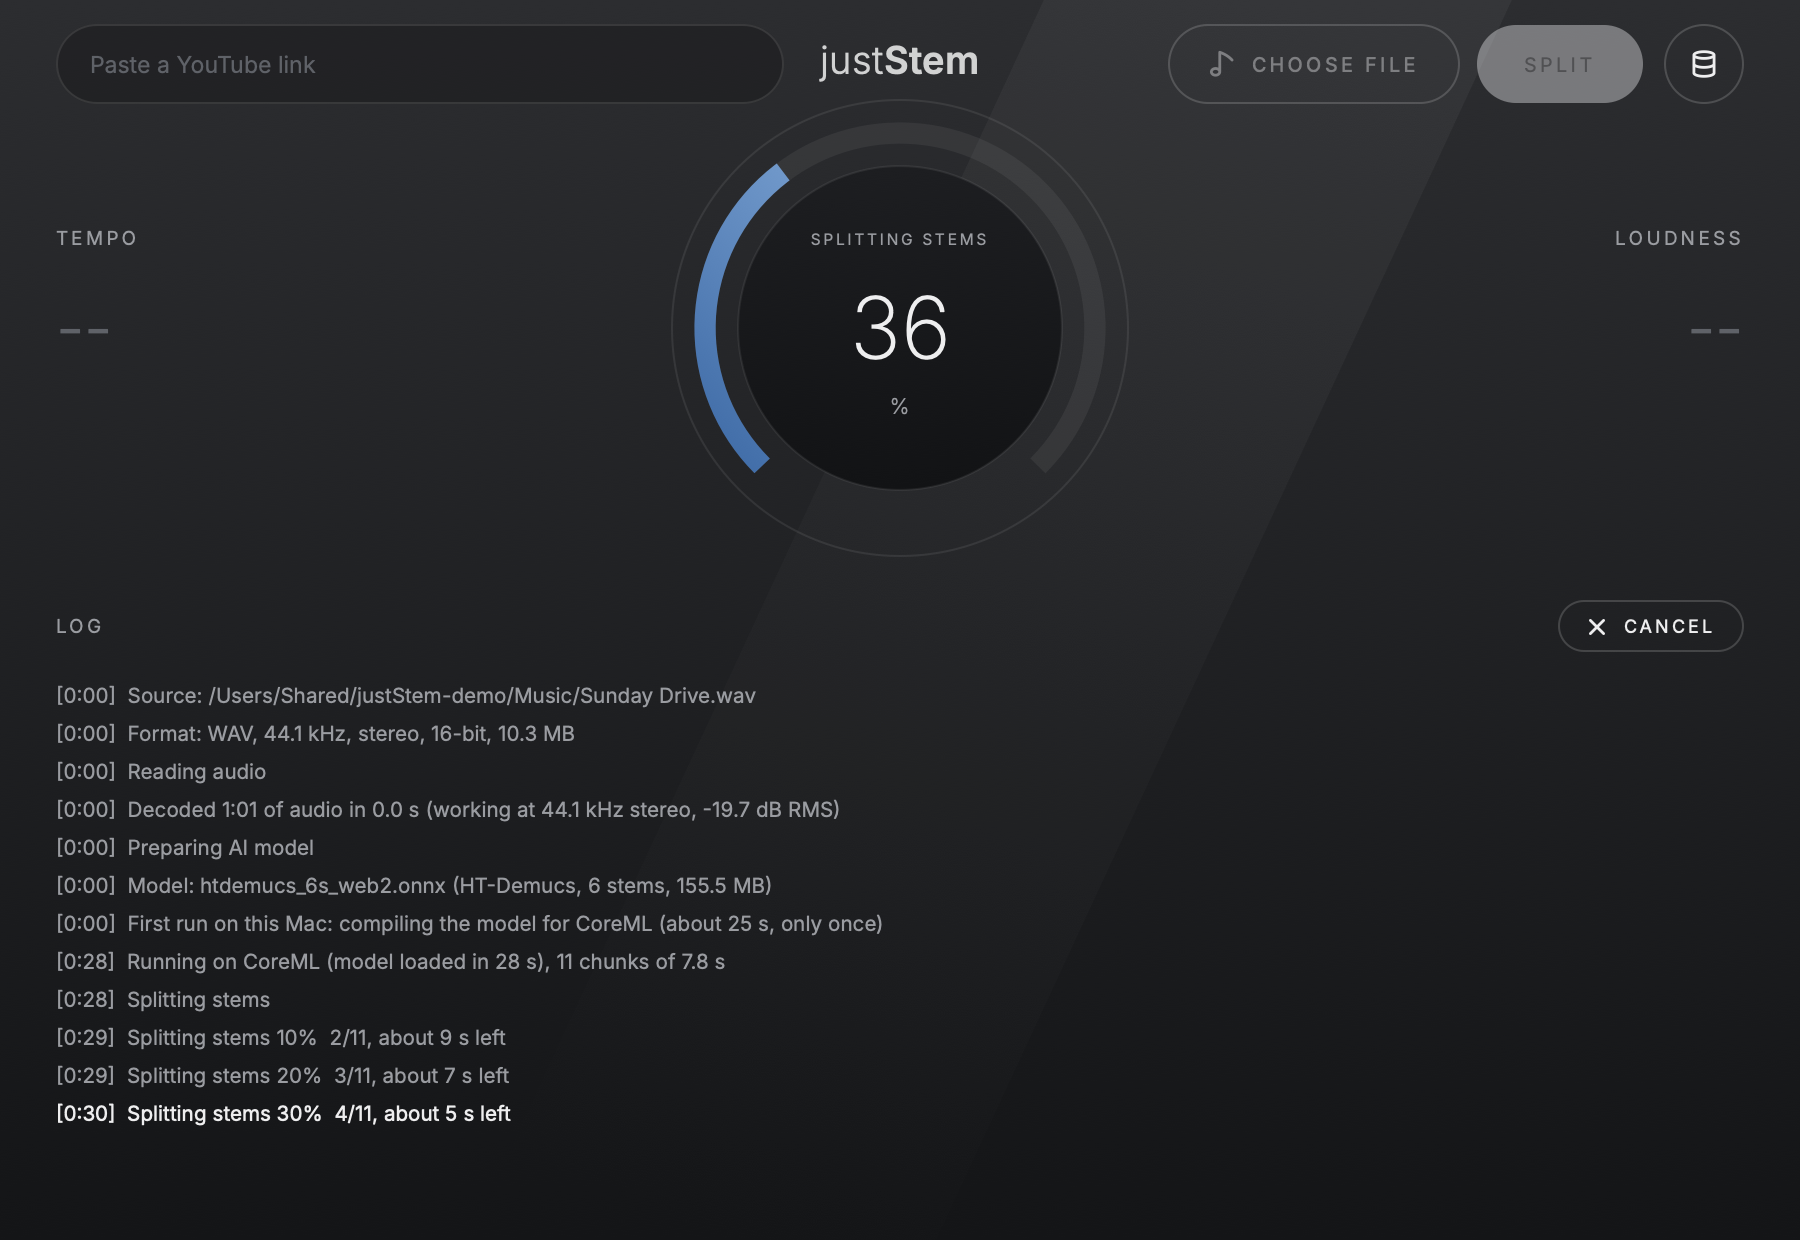 Paste a YouTube link
justStem
CHOOSE FILE
SPLIT
TEMPO
--
SPLITTING STEMS
36
%
LOUDNESS
--
LOG
CANCEL
[0:00] Source: /Users/Shared/justStem-demo/Music/Sunday Drive.wav
[0:00] Format: WAV, 44.1 kHz, stereo, 16-bit, 10.3 MB
[0:00] Reading audio
[0:00] Decoded 1:01 of audio in 0.0 s (working at 44.1 kHz stereo, -19.7 dB RMS)
[0:00] Preparing AI model
[0:00] Model: htdemucs_6s_web2.onnx (HT-Demucs, 6 stems, 155.5 MB)
[0:00] First run on this Mac: compiling the model for CoreML (about 25 s, only once)
[0:28] Running on CoreML (model loaded in 28 s), 11 chunks of 7.8 s
[0:28] Splitting stems
[0:29] Splitting stems 10%  2/11, about 9 s left
[0:29] Splitting stems 20%  3/11, about 7 s left
[0:30] Splitting stems 30%  4/11, about 5 s left